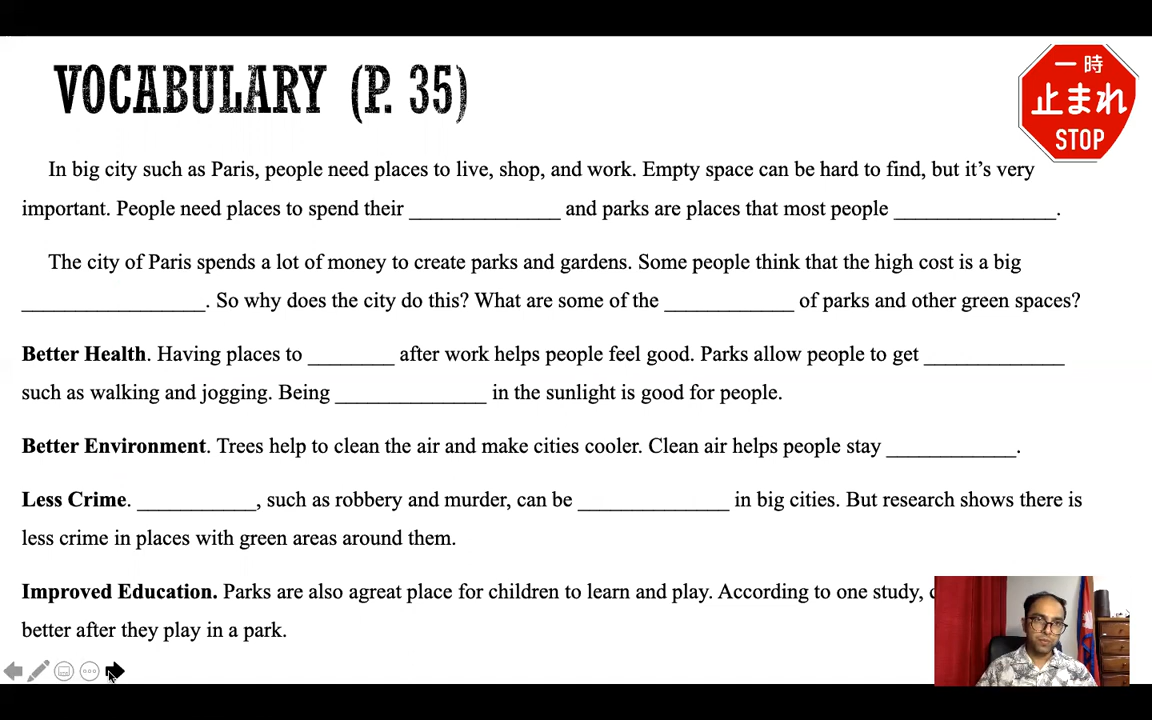 VOCABULARY (P. 35)
一時
止まれ
STOP
In big city such as Paris, people need places to live, shop, and work. Empty space can be hard to find, but it’s very
important. People need places to spend their ______________ and parks are places that most people _______________.
The city of Paris spends a lot of money to create parks and gardens. Some people think that the high cost is a big
_________________. So why does the city do this? What are some of the ____________ of parks and other green spaces?
Better Health. Having places to ________ after work helps people feel good. Parks allow people to get _____________
such as walking and jogging. Being ______________ in the sunlight is good for people.
Better Environment. Trees help to clean the air and make cities cooler. Clean air helps people stay ____________.
Less Crime. ___________, such as robbery and murder, can be ______________ in big cities. But research shows there is
less crime in places with green areas around them.
Improved Education. Parks are also agreat place for children to learn and play. According to one study,
better after they play in a park.